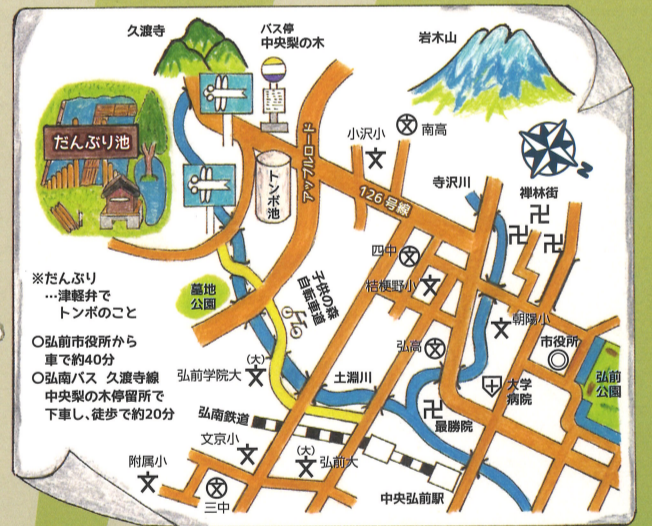 久渡寺
バス停
中央梨の木
岩木山
だんぶり池
小沢小
南高
アップルロード
トンボ池
126号線
寺沢川
禅林街
N
四中
桔梗野小
墓地
公園
子供の森
自転車道
※だんぶり
…津軽弁で
トンボのこと
朝陽小
市役所
弘前
公園
○弘前市役所から
車で約40分
○弘南バス 久渡寺線
中央梨の木停留所で
下車し、徒歩で約20分
弘高
(大)
弘前学院大
土淵川
大学
病院
最勝院
弘南鉄道
文京小
(大)
弘前大
附属小
三中
中央弘前駅